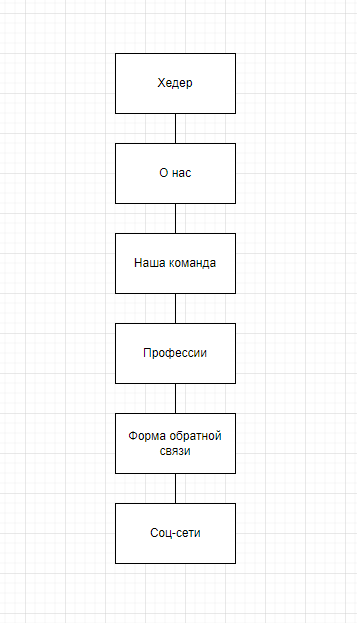 Хедер
О нас
Наша команда
Профессии
Форма обратной
связи
Соц-сети